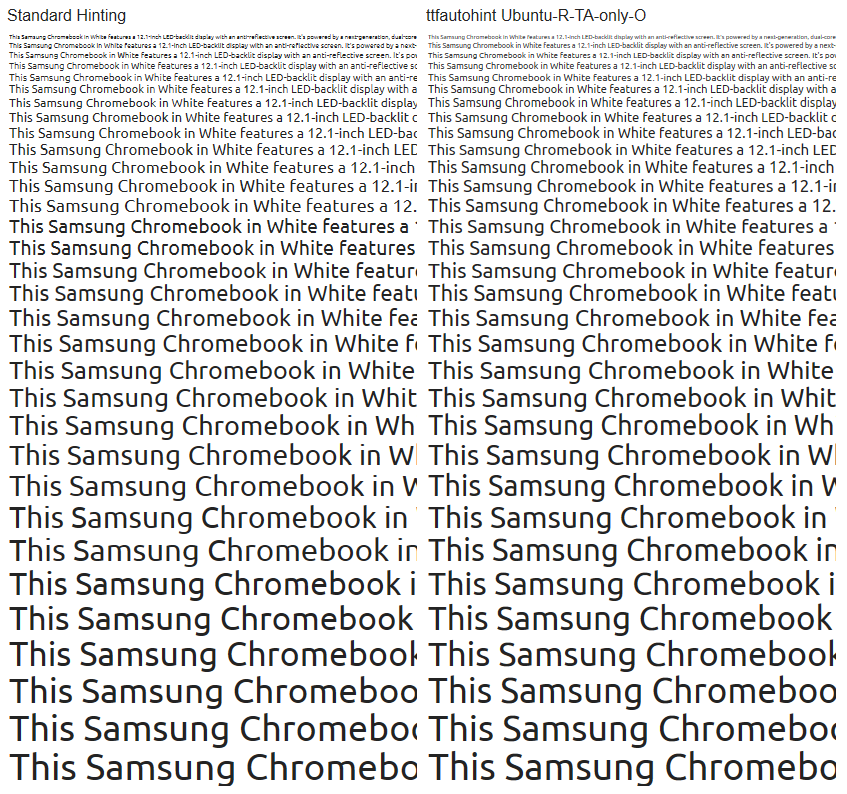 Standard Hinting
This Samsung Chromebook in White features a 12.1-inch LED-backlit display with an anti-reflective screen. It's powered by a next-generation, dual-core
This Samsung Chromebook in White features a 12.1-inch LED-backlit display with an anti-reflective screen. It's powered by a next-
This Samsung Chromebook in White features a 12.1-inch LED-backlit display with an anti-reflective screen. It's pow
This Samsung Chromebook in White features a 12.1-inch LED-backlit display with an anti-reflective sc
This Samsung Chromebook in White features a 12.1-inch LED-backlit display with an anti-re
This Samsung Chromebook in White features a 12.1-inch LED-backlit display with a
This Samsung Chromebook in White features a 12.1-inch LED-backlit display
This Samsung Chromebook in White features a 12.1-inch LED-backlit
This Samsung Chromebook in White features a 12.1-inch LED-bac
This Samsung Chromebook in White features a 12.1-inch LED
This Samsung Chromebook in White features a 12.1-inch
This Samsung Chromebook in White features a 12.1-i
This Samsung Chromebook in White features a 12.
This Samsung Chromebook in White features a
This Samsung Chromebook in White features
This Samsung Chromebook in White featur
This Samsung Chromebook in White featu
This Samsung Chromebook in White fea
This Samsung Chromebook in White f
This Samsung Chromebook in White
This Samsung Chromebook in Whit
This Samsung Chromebook in Wh
This Samsung Chromebook in W
This Samsung Chromebook in W
This Samsung Chromebook in
This Samsung Chromebook in
This Samsung Chromebook i
This Samsung Chromebook
This Samsung Chromebook
This Samsung Chromeboo
This Samsung Chromebo
This Samsung Chromebo
ttfautohint Ubuntu-R-TA-only-O
This Samsung Chromebook in White features a 12.1-inch LED-backlit display with an anti-reflective screen. It's powered by a next-generation, dual-core
This Samsung Chromebook in White features a 12.1-inch LED-backlit display with an anti-reflective screen. It's powered by a next-
This Samsung Chromebook in White features a 12.1-inch LED-backlit display with an anti-reflective screen. It's pow
This Samsung Chromebook in White features a 12.1-inch LED-backlit display with an anti-reflective sc
This Samsung Chromebook in White features a 12.1-inch LED-backlit display with an anti-re
This Samsung Chromebook in White features a 12.1-inch LED-backlit display with a
This Samsung Chromebook in White features a 12.1-inch LED-backlit display
This Samsung Chromebook in White features a 12.1-inch LED-backlit
This Samsung Chromebook in White features a 12.1-inch LED-bac
This Samsung Chromebook in White features a 12.1-inch LED
This Samsung Chromebook in White features a 12.1-inch
This Samsung Chromebook in White features a 12.1-i
This Samsung Chromebook in White features a 12.
This Samsung Chromebook in White features a
This Samsung Chromebook in White features
This Samsung Chromebook in White featur
This Samsung Chromebook in White featu
This Samsung Chromebook in White fea
This Samsung Chromebook in White f
This Samsung Chromebook in White
This Samsung Chromebook in Whit
This Samsung Chromebook in Wh
This Samsung Chromebook in W
This Samsung Chromebook in W
This Samsung Chromebook in
This Samsung Chromebook in
This Samsung Chromebook i
This Samsung Chromebook
This Samsung Chromebook
This Samsung Chromeboo
This Samsung Chromebo
This Samsung Chromebo